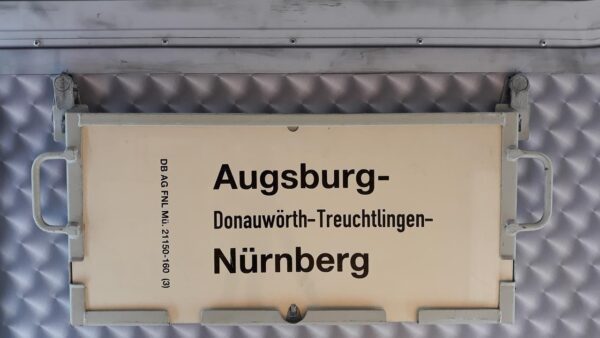 Augsburg-
Donauwörth-Treuchtlingen-
Nürnberg
DB AG FNL Mü. 21150-160 (3)